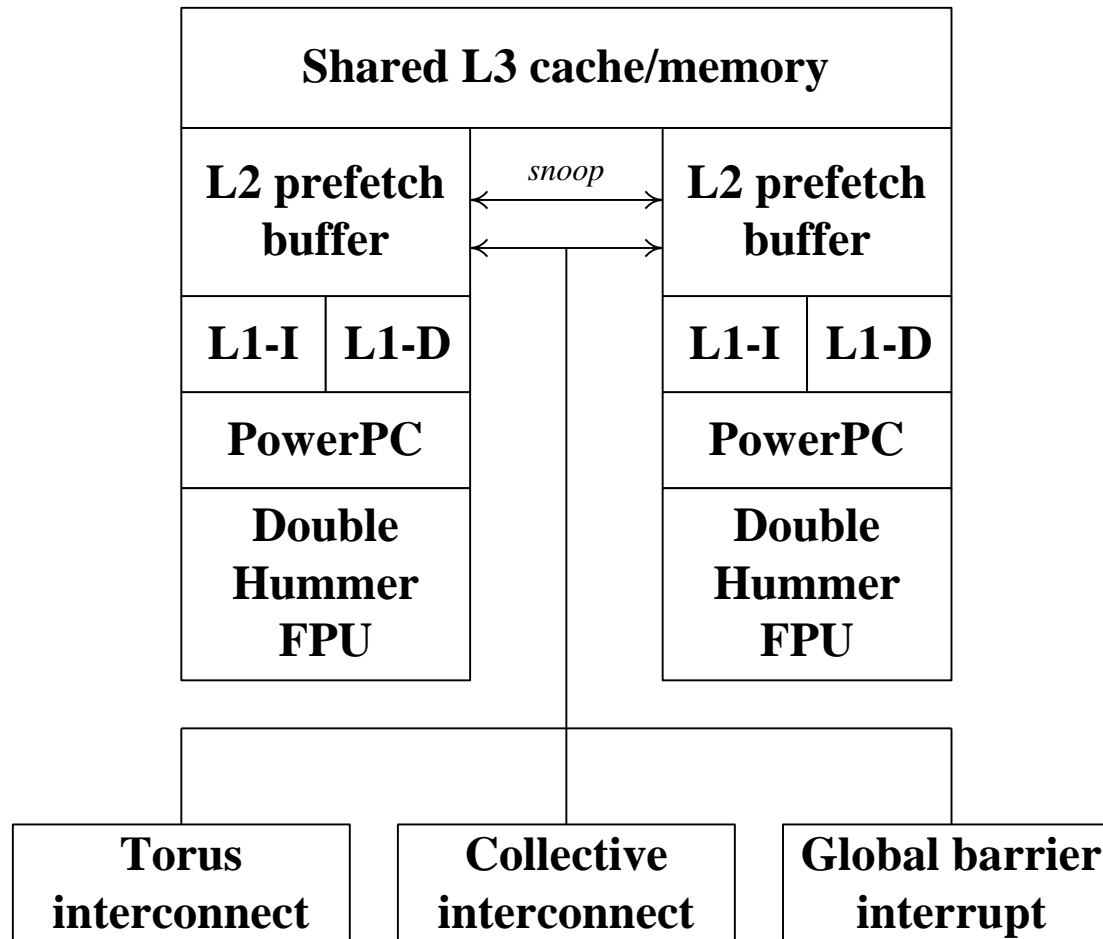 Shared L3 cache/memory
L2 prefetch
buffer
snoop
L2 prefetch
buffer
L1-I
L1-D
L1-I
L1-D
PowerPC
PowerPC
Double
Hummer
FPU
Double
Hummer
FPU
Torus
interconnect
Collective
interconnect
Global barrier
interrupt